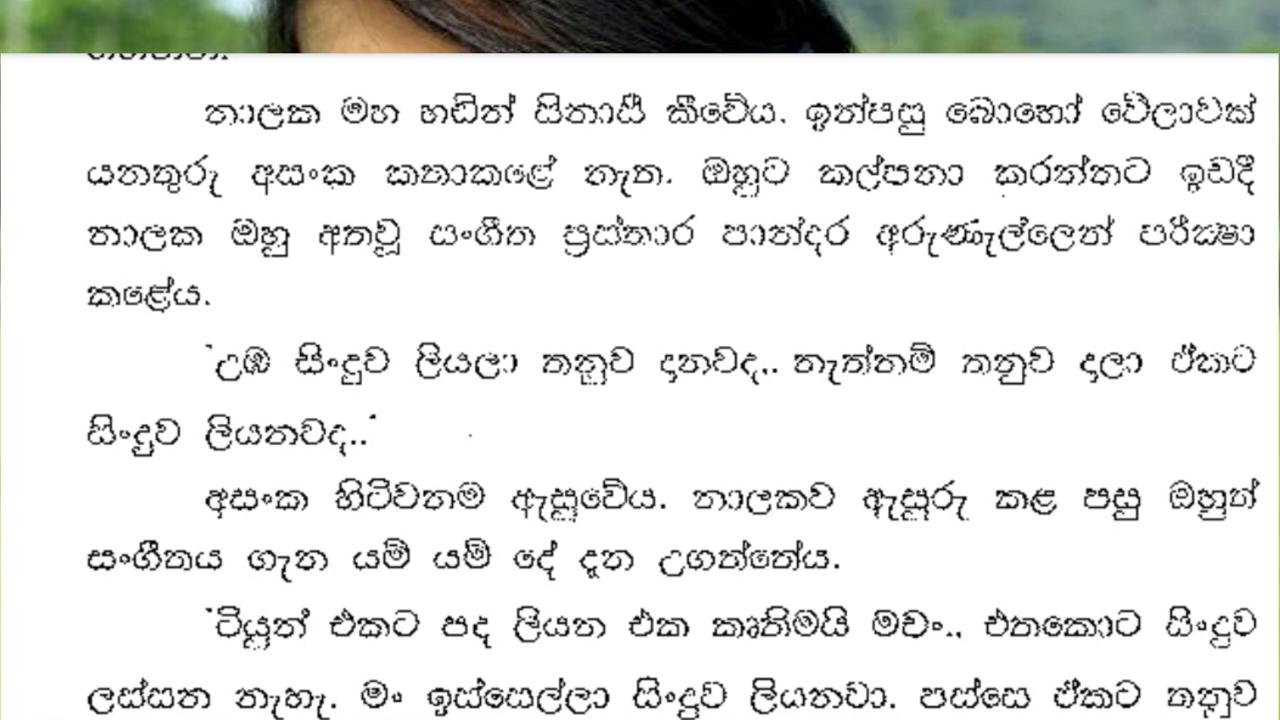 නාලක මහ හඬින් සිනාසී කීවේය. ඉන්පසු බොහෝ වේලාවක්
යනතුරු අසංක කතාකළේ නැත. ඔහුට කල්පනා කරන්නට ඉඩදී
නාලක ඔහු අතවූ සංගීත ප්‍රස්තාර පාන්දර අරුණැල්ලෙන් පරීක්‍ෂා
කළේය.
'උඹ සිංදුව ලියලා තනුව දානවද.. නැත්නම් තනුව දාලා ඒකට
සිංදුව ලියනවද..'
අසංක හිටිවනම ඇසුවේය. නාලකව ඇසුරු කළ පසු ඔහුත්
සංගීතය ගැන යම් යම් දේ දැන උගත්තේය.
'ටියුන් එකට පද ලියන එක කෘතිමයි මචං.. එතකොට සිංදුව
ලස්සන නැහැ. මං ඉස්සෙල්ලා සිංදුව ලියනවා. පස්සෙ ඒකට තනුව